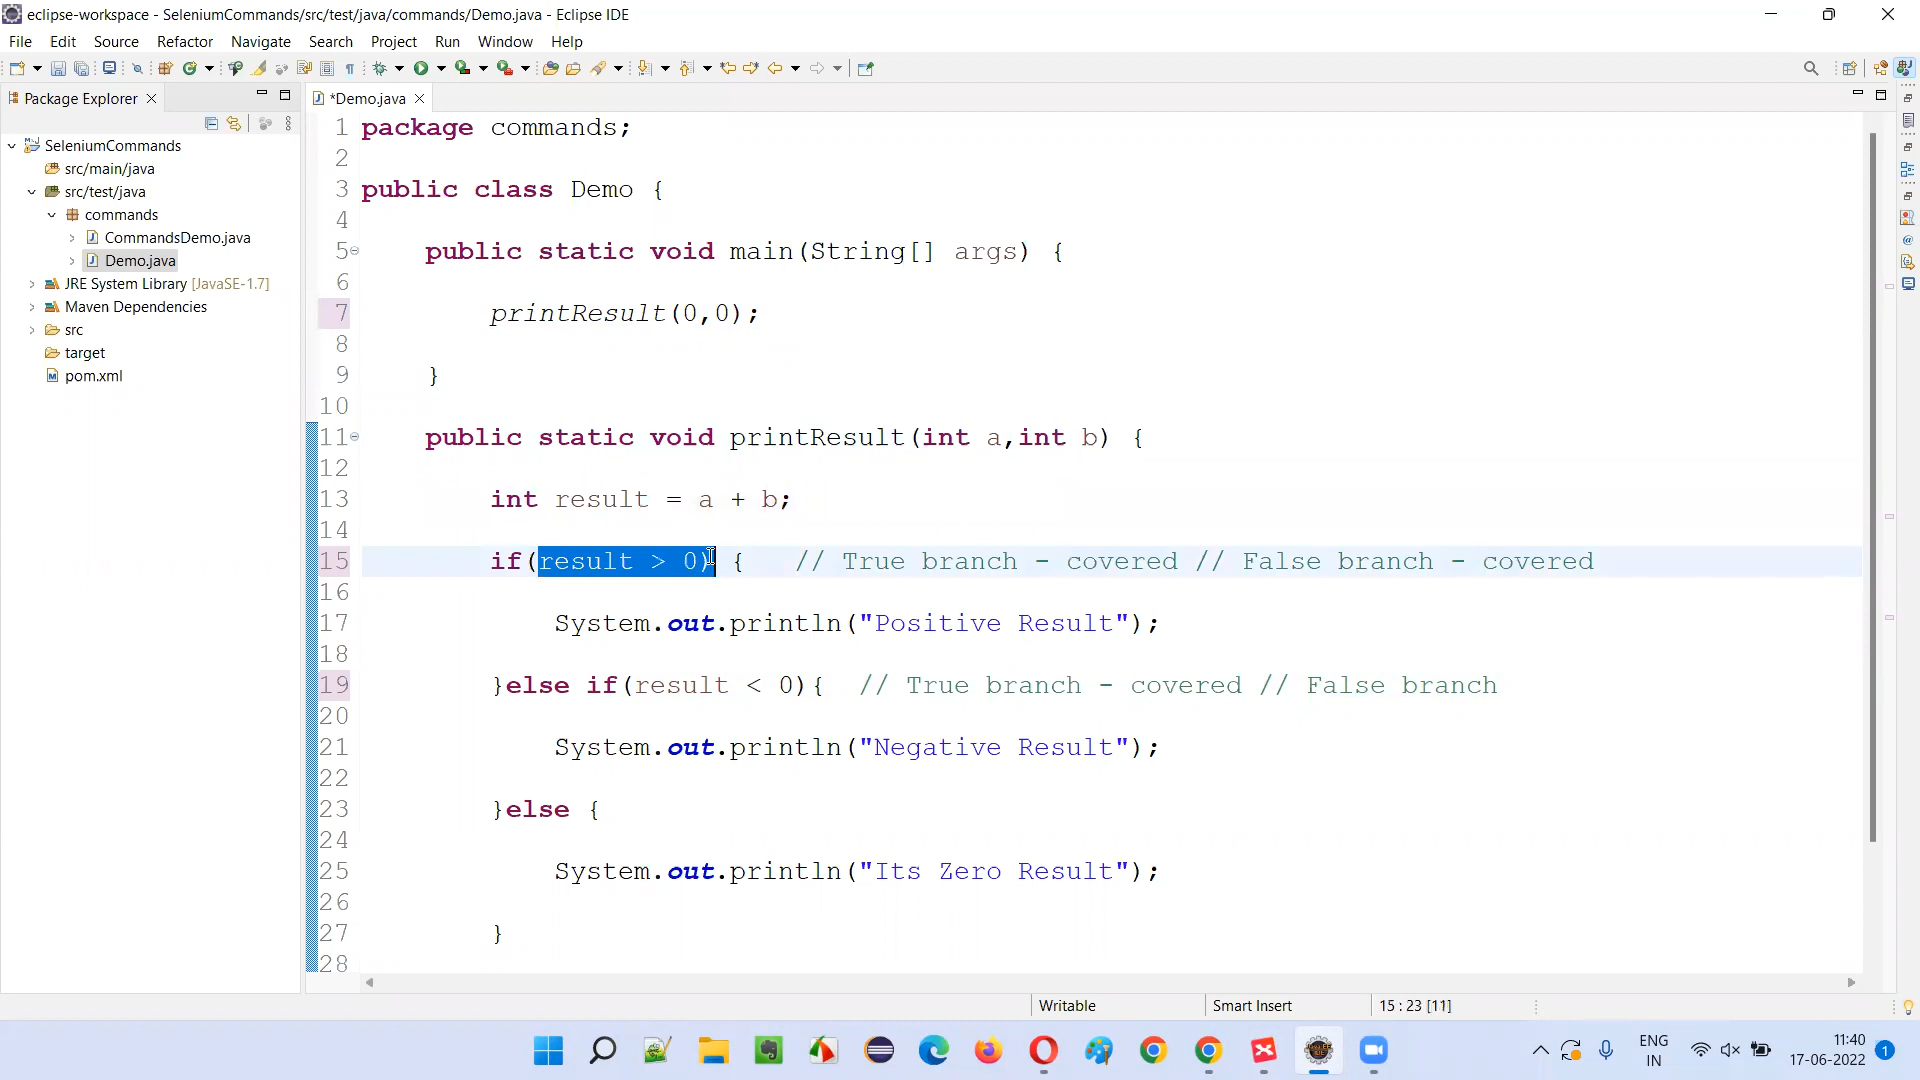 eclipse-workspace - SeleniumCommands/src/test/java/commands/Demo.java - Eclipse IDE
File Edit Source Refactor Navigate Search Project Run Window Help
Package Explorer
*Demo.java
SeleniumCommands
src/main/java
src/test/java
commands
CommandsDemo.java
Demo.java
JRE System Library [JavaSE-1.7]
Maven Dependencies
src
target
pom.xml
1 package commands;
2
3 public class Demo {
4
5 public static void main(String[] args) {
6
7 printResult(0,0);
8
9 }
10
11 public static void printResult(int a,int b) {
12
13 int result = a + b;
14
15 if(result > 0) { // True branch - covered // False branch - covered
16
17 System.out.println("Positive Result");
18
19 }else if(result < 0){ // True branch - covered // False branch
20
21 System.out.println("Negative Result");
22
23 }else {
24
25 System.out.println("Its Zero Result");
26
27 }
28
Writable Smart Insert 15 : 23 [11]
ENG
IN
11:40
17-06-2022
1